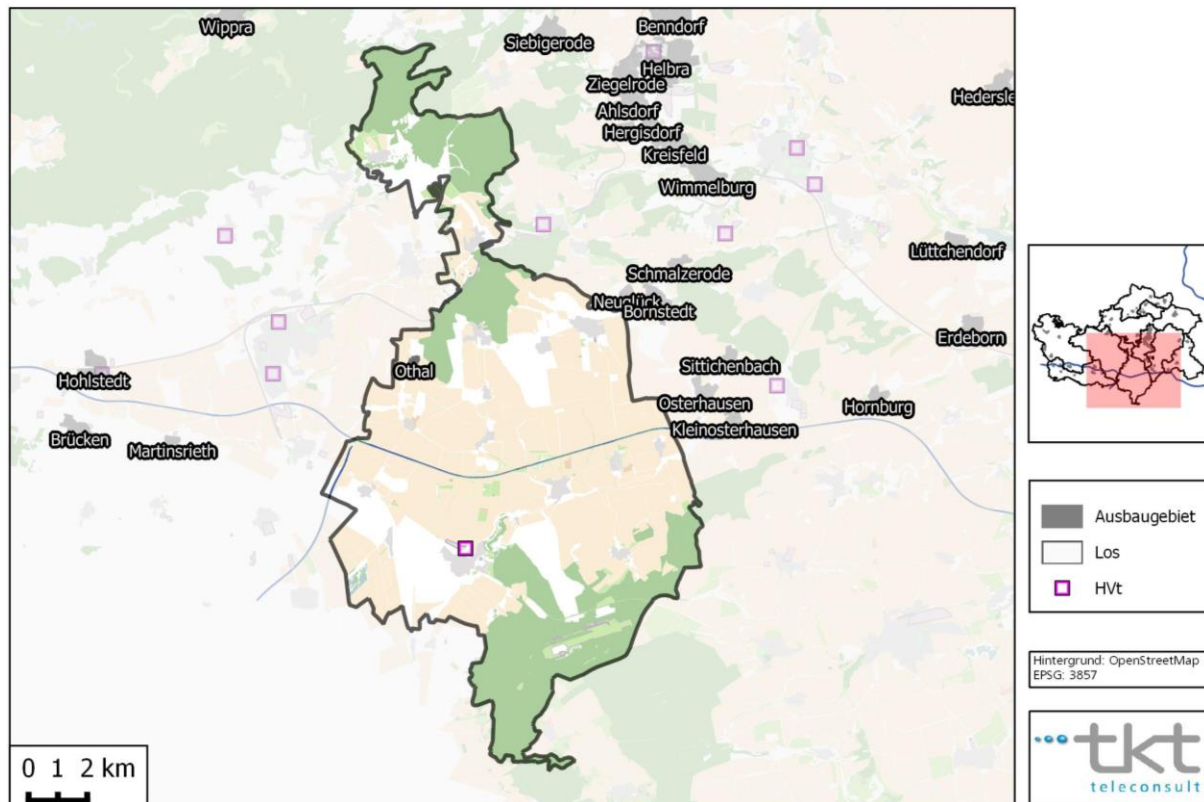 Wippra
Benndorf
Siebigerode
Helbra
Ziegelrode
Hedersle
Ahlsdorf
Hergisdorf
Kreisfeld
Wimmelburg
Lüttchendorf
Schmalzerode
Neuglück
Bornstedt
Erdeborn
Othal
Sittichenbach
Hohlstedt
Osterhausen
Hornburg
Kleinosterhausen
Brücken
Martinsrieth
0 1 2 km
Ausbaugebiet
Los
HVt
Hintergrund: OpenStreetMap
EPSG: 3857
tkt
teleconsult